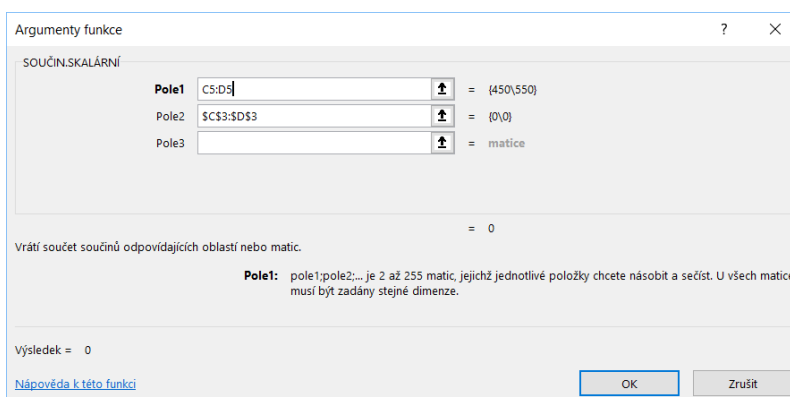 Argumenty funkce ? ×
SOUČIN.SKALÁRNÍ
Pole1 C5:D5 = {450\550}
Pole2 $C$3:$D$3 = {0\0}
Pole3 = matice
= 0
Vrátí součet součinů odpovídajících oblastí nebo matic.
Pole1: pole1;pole2;... je 2 až 255 matic, jejichž jednotlivé položky chcete násobit a sečíst. U všech matic
musí být zadány stejné dimenze.
Výsledek = 0
Nápověda k této funkci OK Zrušit